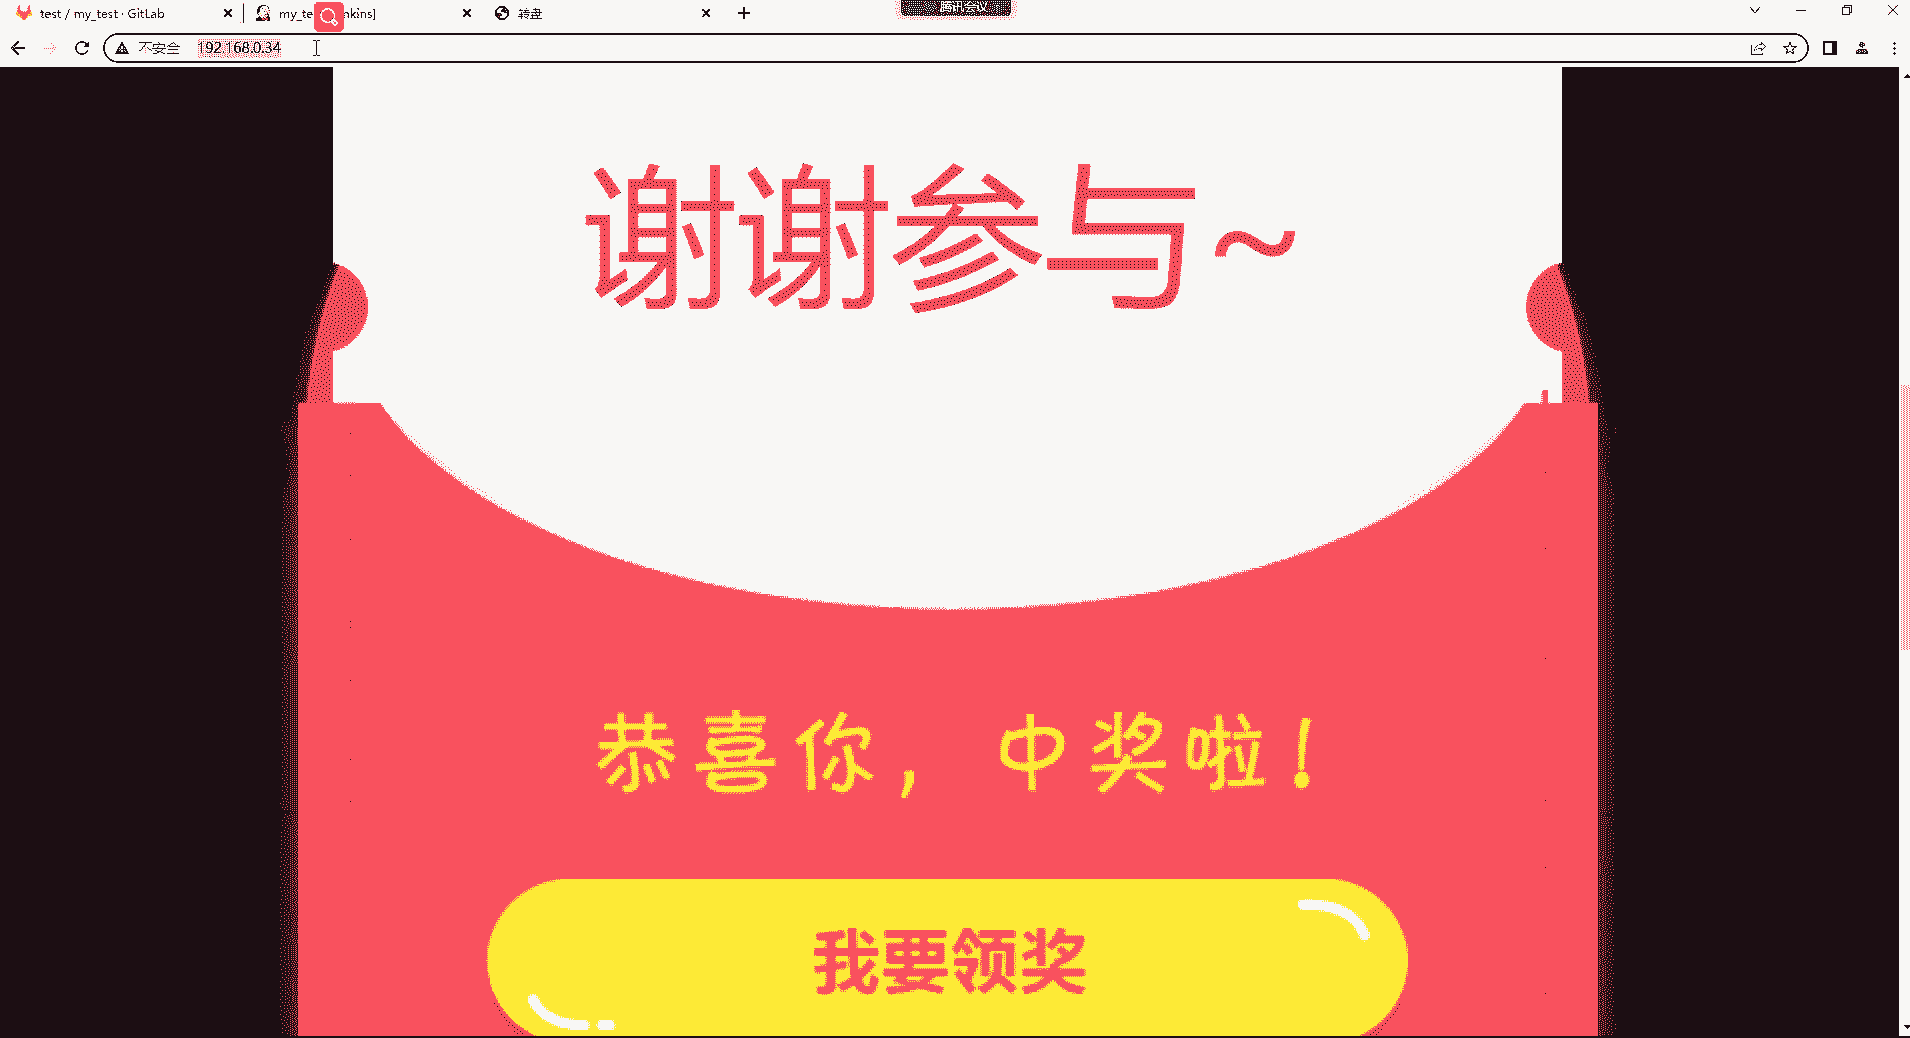 腾讯会议
test / my_test · GitLab
my_te nkins]
转盘
不安全 192.168.0.34
谢谢参与~
恭喜你，中奖啦！
我要领奖